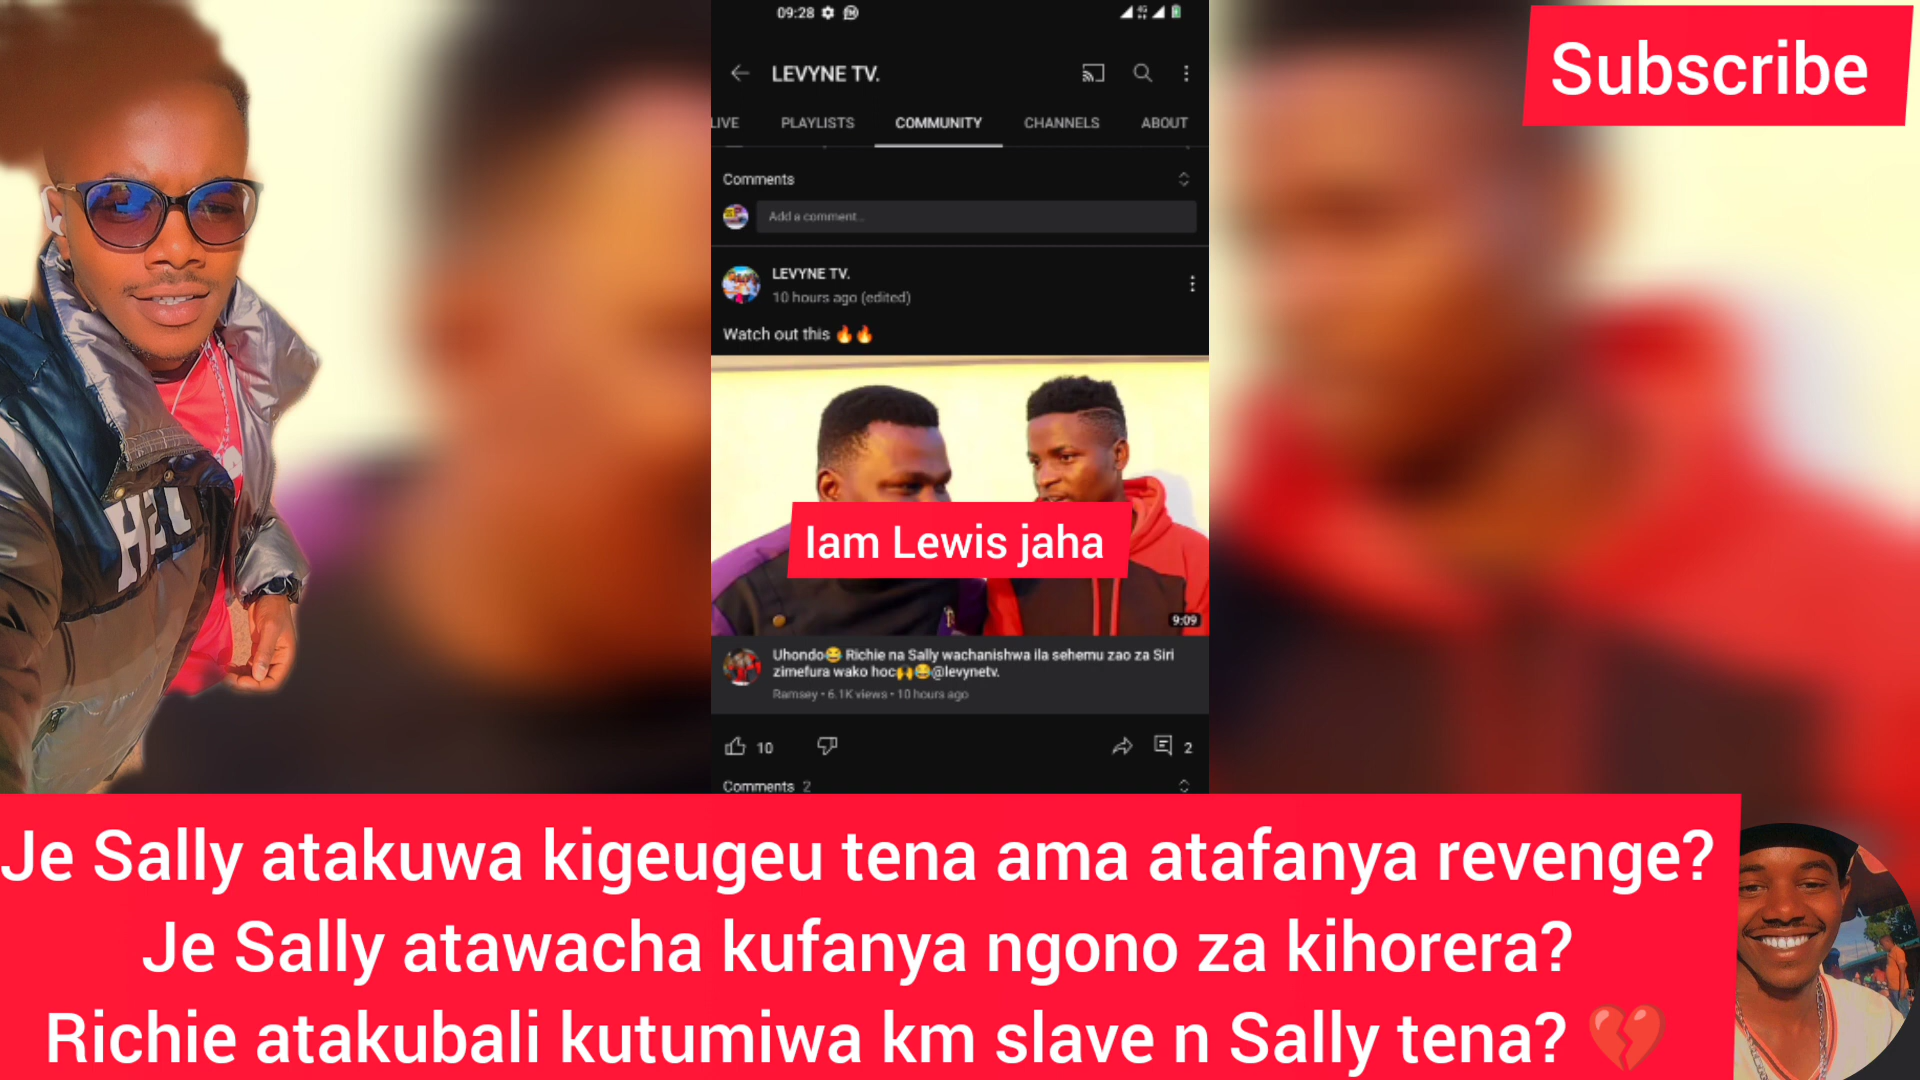 09:28
4G
Subscribe
LEVYNE TV.
LIVE PLAYLISTS COMMUNITY CHANNELS ABOUT
Comments
Add a comment...
LEVYNE TV.
10 hours ago (edited)
Watch out this 🔥🔥
Iam Lewis jaha
9:09
Uhondo😂 Richie na Sally wachanishwa ila sehemu zao za Siri
zimefura wako hoc🙌😂@levynetv.
Ramsey • 6.1K views • 10 hours ago
10 2
Comments 2
Je Sally atakuwa kigeugeu tena ama atafanya revenge?
Je Sally atawacha kufanya ngono za kihorera?
Richie atakubali kutumiwa km slave n Sally tena? 💔